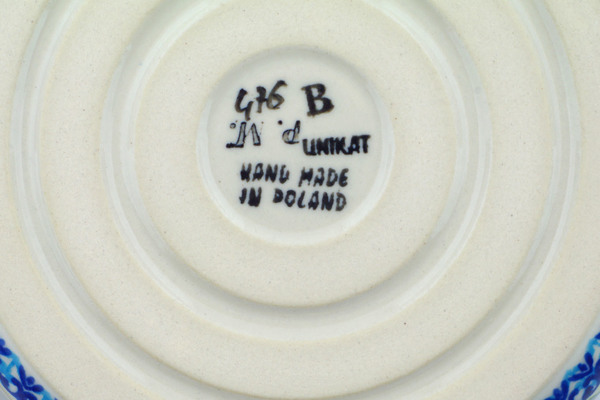 476 B
UNIKAT
HAND MADE
IN POLAND